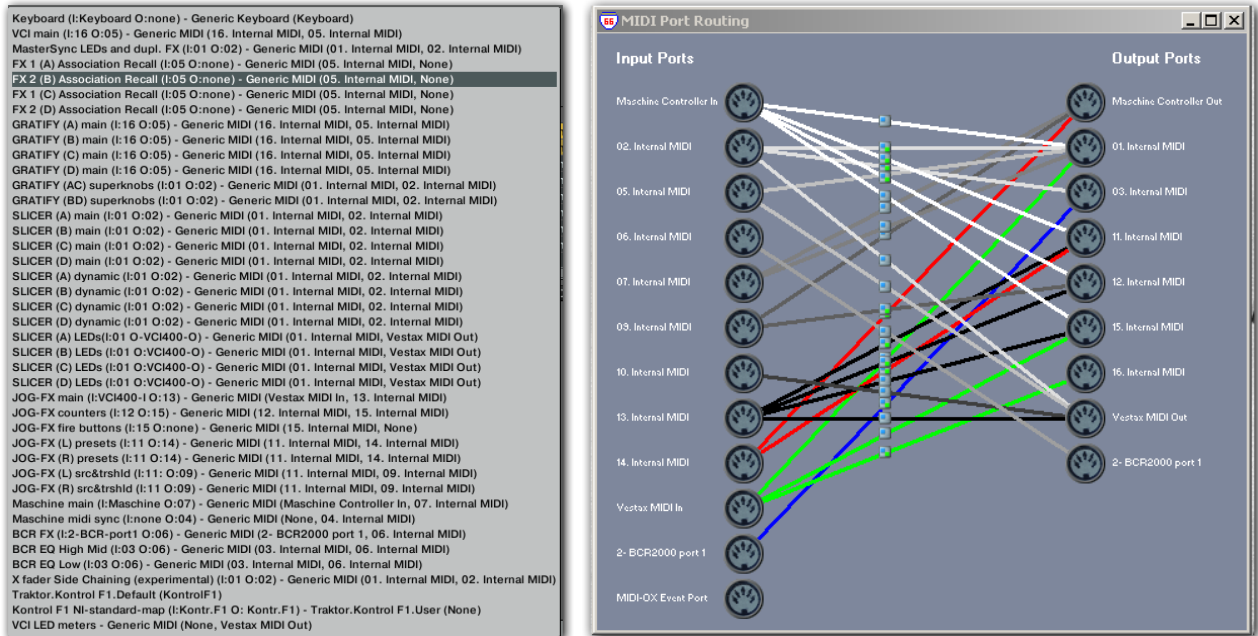 Keyboard (I:Keyboard O:none) - Generic Keyboard (Keyboard)
VCI main (I:16 O:05) - Generic MIDI (16. Internal MIDI, 05. Internal MIDI)
MasterSync LEDs and dupl. FX (I:01 O:02) - Generic MIDI (01. Internal MIDI, 02. Internal MIDI)
FX 1 (A) Association Recall (I:05 O:none) - Generic MIDI (05. Internal MIDI, None)
FX 2 (B) Association Recall (I:05 O:none) - Generic MIDI (05. Internal MIDI, None)
FX 1 (C) Association Recall (I:05 O:none) - Generic MIDI (05. Internal MIDI, None)
FX 2 (D) Association Recall (I:05 O:none) - Generic MIDI (05. Internal MIDI, None)
GRATIFY (A) main (I:16 O:05) - Generic MIDI (16. Internal MIDI, 05. Internal MIDI)
GRATIFY (B) main (I:16 O:05) - Generic MIDI (16. Internal MIDI, 05. Internal MIDI)
GRATIFY (C) main (I:16 O:05) - Generic MIDI (16. Internal MIDI, 05. Internal MIDI)
GRATIFY (D) main (I:16 O:05) - Generic MIDI (16. Internal MIDI, 05. Internal MIDI)
GRATIFY (AC) superknobs (I:01 O:02) - Generic MIDI (01. Internal MIDI, 02. Internal MIDI)
GRATIFY (BD) superknobs (I:01 O:02) - Generic MIDI (01. Internal MIDI, 02. Internal MIDI)
SLICER (A) main (I:01 O:02) - Generic MIDI (01. Internal MIDI, 02. Internal MIDI)
SLICER (B) main (I:01 O:02) - Generic MIDI (01. Internal MIDI, 02. Internal MIDI)
SLICER (C) main (I:01 O:02) - Generic MIDI (01. Internal MIDI, 02. Internal MIDI)
SLICER (D) main (I:01 O:02) - Generic MIDI (01. Internal MIDI, 02. Internal MIDI)
SLICER (A) dynamic (I:01 O:02) - Generic MIDI (01. Internal MIDI, 02. Internal MIDI)
SLICER (B) dynamic (I:01 O:02) - Generic MIDI (01. Internal MIDI, 02. Internal MIDI)
SLICER (C) dynamic (I:01 O:02) - Generic MIDI (01. Internal MIDI, 02. Internal MIDI)
SLICER (D) dynamic (I:01 O:02) - Generic MIDI (01. Internal MIDI, 02. Internal MIDI)
SLICER (A) LEDs(I:01 O-VCI400-O) - Generic MIDI (01. Internal MIDI, Vestax MIDI Out)
SLICER (B) LEDs (I:01 O:VCI400-O) - Generic MIDI (01. Internal MIDI, Vestax MIDI Out)
SLICER (C) LEDs (I:01 O:VCI400-O) - Generic MIDI (01. Internal MIDI, Vestax MIDI Out)
SLICER (D) LEDs (I:01 O:VCI400-O) - Generic MIDI (01. Internal MIDI, Vestax MIDI Out)
JOG-FX main (I:VCI400-I O:13) - Generic MIDI (Vestax MIDI In, 13. Internal MIDI)
JOG-FX counters (I:12 O:15) - Generic MIDI (12. Internal MIDI, 15. Internal MIDI)
JOG-FX fire buttons (I:15 O:none) - Generic MIDI (15. Internal MIDI, None)
JOG-FX (L) presets (I:11 O:14) - Generic MIDI (11. Internal MIDI, 14. Internal MIDI)
JOG-FX (R) presets (I:11 O:14) - Generic MIDI (11. Internal MIDI, 14. Internal MIDI)
JOG-FX (L) src&trshld (I:11: O:09) - Generic MIDI (11. Internal MIDI, 09. Internal MIDI)
JOG-FX (R) src&trshld (I:11 O:09) - Generic MIDI (11. Internal MIDI, 09. Internal MIDI)
Maschine main (I:Maschine O:07) - Generic MIDI (Maschine Controller In, 07. Internal MIDI)
Maschine midi sync (I:none O:04) - Generic MIDI (None, 04. Internal MIDI)
BCR FX (I:2-BCR-port1 O:06) - Generic MIDI (2- BCR2000 port 1, 06. Internal MIDI)
BCR EQ High Mid (I:03 O:06) - Generic MIDI (03. Internal MIDI, 06. Internal MIDI)
BCR EQ Low (I:03 O:06) - Generic MIDI (03. Internal MIDI, 06. Internal MIDI)
X fader Side Chaining (experimental) (I:01 O:02) - Generic MIDI (01. Internal MIDI, 02. Internal MIDI)
Traktor.Kontrol F1.Default (KontrolF1)
Kontrol F1 NI-standard-map (I:Kontr.F1 O: Kontr.F1) - Traktor.Kontrol F1.User (None)
VCI LED meters - Generic MIDI (None, Vestax MIDI Out)
66 MIDI Port Routing
Input Ports
Maschine Controller In
02. Internal MIDI
05. Internal MIDI
06. Internal MIDI
07. Internal MIDI
09. Internal MIDI
10. Internal MIDI
13. Internal MIDI
14. Internal MIDI
Vestax MIDI In
2- BCR2000 port 1
MIDI-OX Event Port
Output Ports
Maschine Controller Out
01. Internal MIDI
03. Internal MIDI
11. Internal MIDI
12. Internal MIDI
15. Internal MIDI
16. Internal MIDI
Vestax MIDI Out
2- BCR2000 port 1